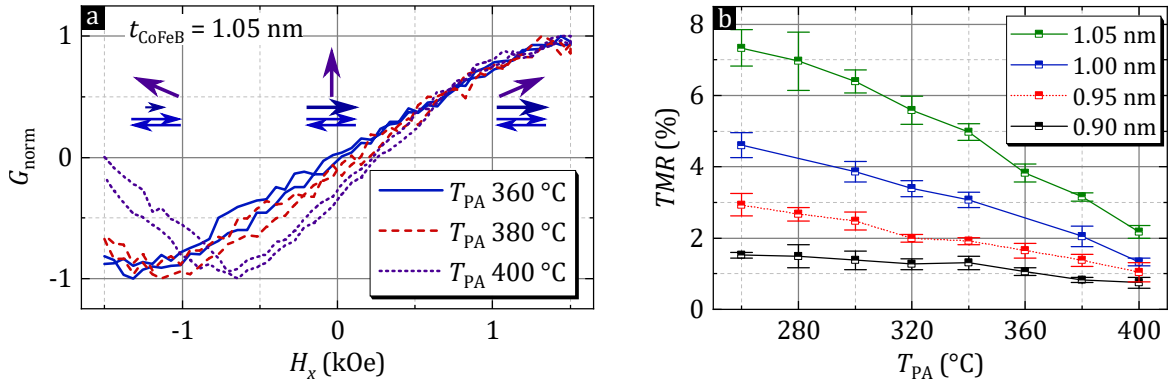 a
t_CoFeB = 1.05 nm
1
0
-1
G_norm
T_PA 360 °C
T_PA 380 °C
T_PA 400 °C
-1
0
1
H_x (kOe)
b
8
6
4
2
0
TMR (%)
1.05 nm
1.00 nm
0.95 nm
0.90 nm
280
320
360
400
T_PA (°C)